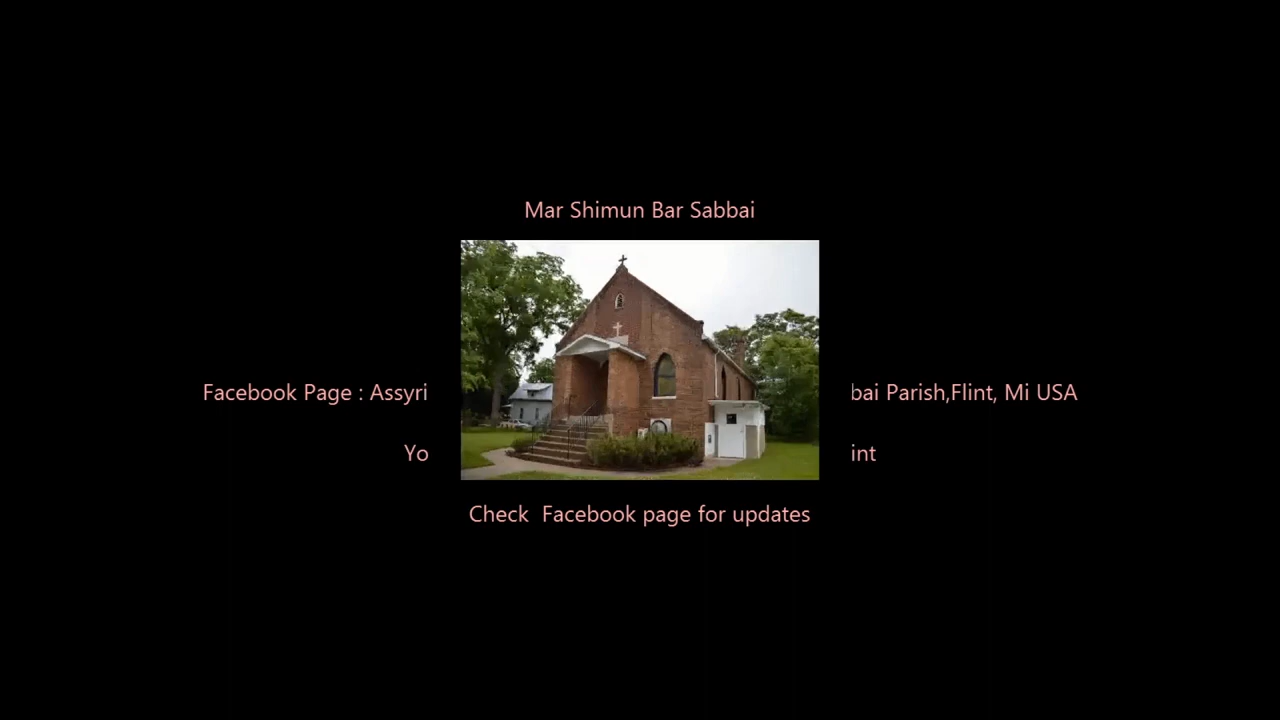 Mar Shimun Bar Sabbai
Facebook Page : Assyri bai Parish,Flint, Mi USA
Yo int
Check Facebook page for updates